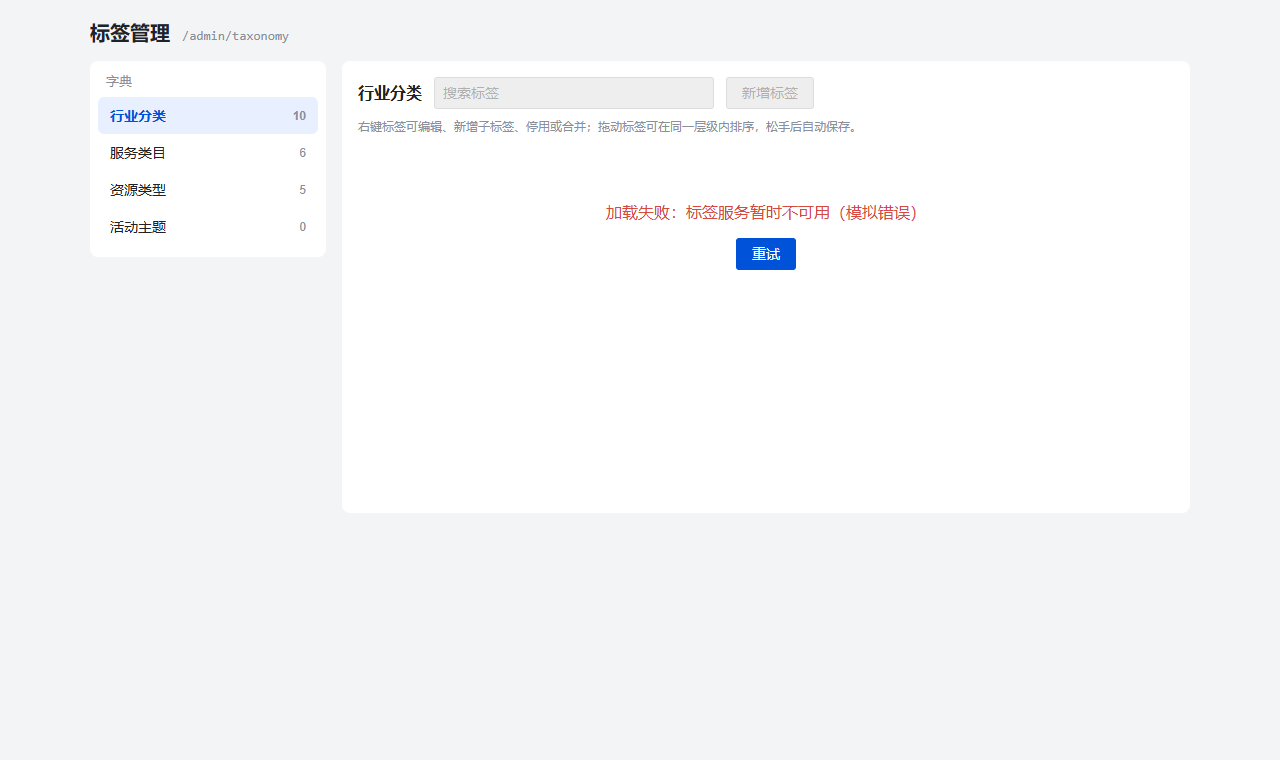 标签管理 /admin/taxonomy
字典
行业分类 10
服务类目 6
资源类型 5
活动主题 0
行业分类 搜索标签 新增标签
右键标签可编辑、新增子标签、停用或合并；拖动标签可在同一层级内排序，松手后自动保存。
加载失败：标签服务暂时不可用（模拟错误）
重试